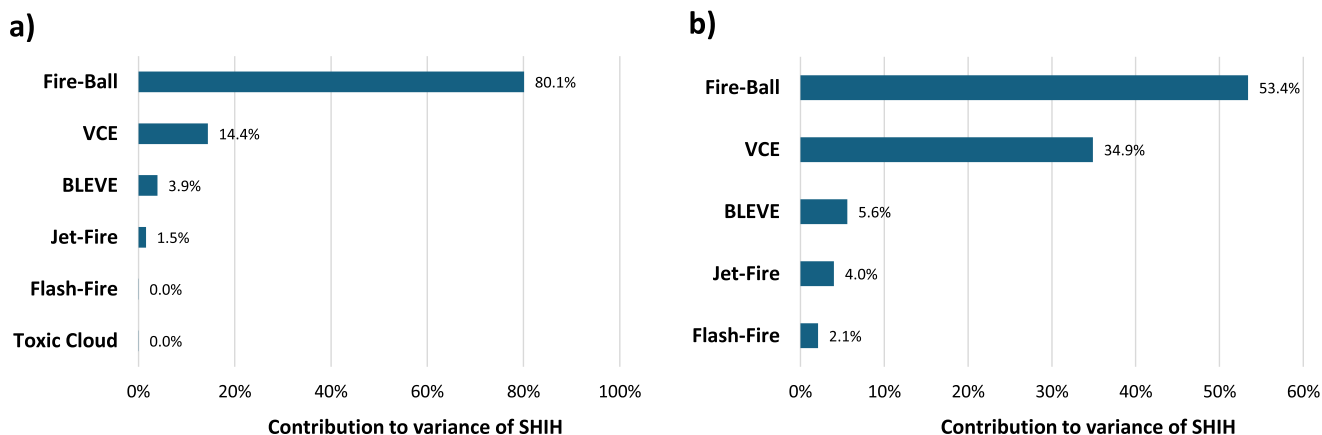 a)
Fire-Ball
80.1%
VCE
14.4%
BLEVE
3.9%
Jet-Fire
1.5%
Flash-Fire
0.0%
Toxic Cloud
0.0%
0%
20%
40%
60%
80%
100%
Contribution to variance of SHIH
b)
Fire-Ball
53.4%
VCE
34.9%
BLEVE
5.6%
Jet-Fire
4.0%
Flash-Fire
2.1%
0%
10%
20%
30%
40%
50%
60%
Contribution to variance of SHIH